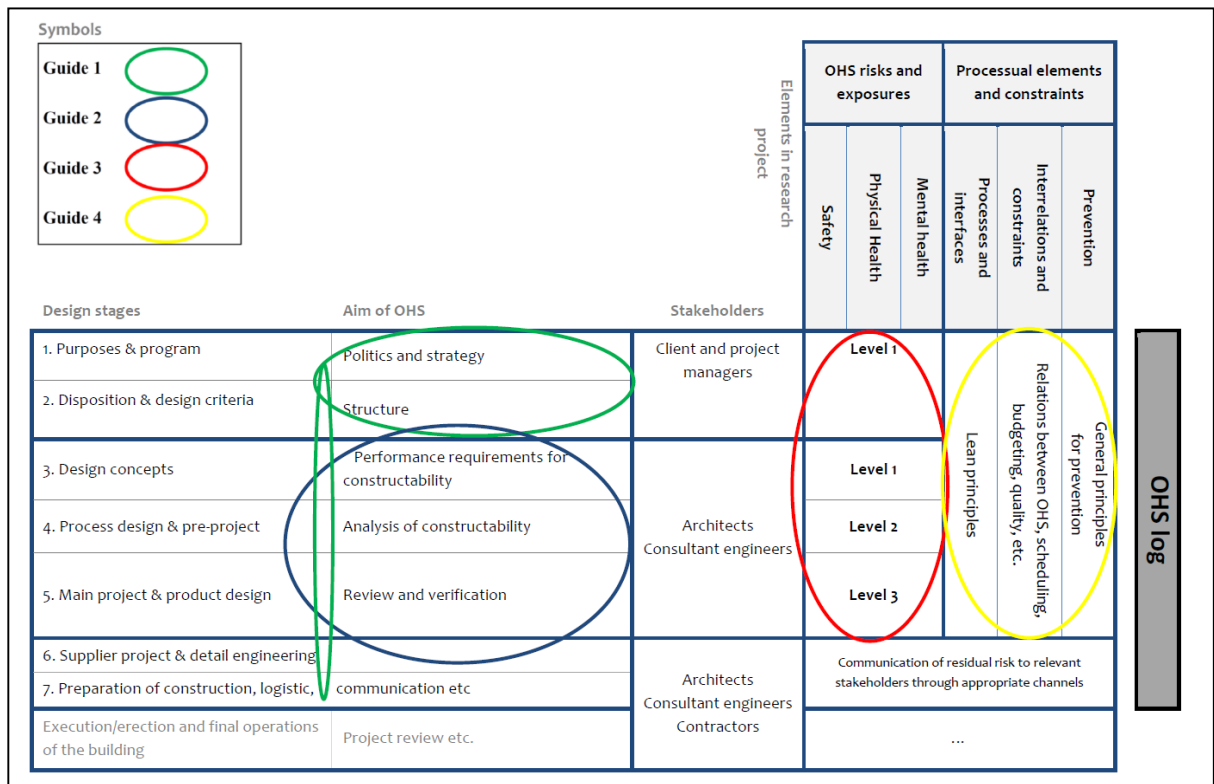 Symbols
Guide 1
Guide 2
Guide 3
Guide 4
Elements in research
project
OHS risks and
exposures
Processual elements
and constraints
Safety
Physical Health
Mental health
Processes and
interfaces
Interrelations and
constraints
Prevention
Design stages
Aim of OHS
Stakeholders
1. Purposes & program
Politics and strategy
Client and project
managers
Level 1
2. Disposition & design criteria
Structure
3. Design concepts
Performance requirements for
constructability
Level 1
4. Process design & pre-project
Analysis of constructability
Architects
Consultant engineers
Level 2
5. Main project & product design
Review and verification
Level 3
Lean principles
Relations between OHS, scheduling,
budgeting, quality, etc.
General principles
for prevention
OHS log
6. Supplier project & detail engineering
7. Preparation of construction, logistic, communication etc
Architects
Consultant engineers
Contractors
Communication of residual risk to relevant
stakeholders through appropriate channels
Execution/erection and final operations
of the building
Project review etc.
...